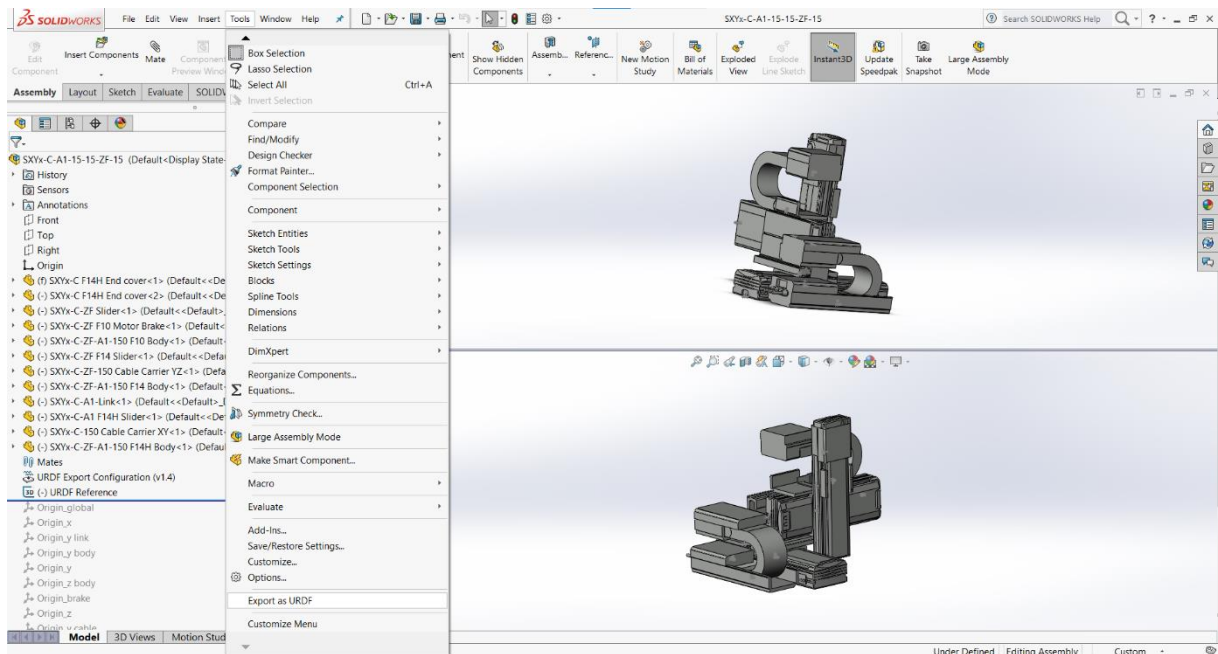 SOLIDWORKS File Edit View Insert Tools Window Help SXYx-C-A1-15-15-ZF-15 Search SOLIDWORKS Help
Edit Component
Insert Components
Mate
Component Preview Wind
ent
Show Hidden Components
Assemb...
Referenc...
New Motion Study
Bill of Materials
Exploded View
Explode Line Sketch
Instant3D
Update Speedpak
Take Snapshot
Large Assembly Mode
Assembly Layout Sketch Evaluate SOLIDW
SXYx-C-A1-15-15-ZF-15 (Default<Display State-
History
Sensors
Annotations
Front
Top
Right
Origin
(f) SXYx-C F14H End cover<1> (Default<<De
(-) SXYx-C F14H End cover<2> (Default<<De
(-) SXYx-C-ZF Slider<1> (Default<<Default>_
(-) SXYx-C-ZF F10 Motor Brake<1> (Default<
(-) SXYx-C-ZF-A1-150 F10 Body<1> (Default<
(-) SXYx-C-ZF F14 Slider<1> (Default<<Defau
(-) SXYx-C-ZF-150 Cable Carrier YZ<1> (Defa
(-) SXYx-C-ZF-A1-150 F14 Body<1> (Default<
(-) SXYx-C-A1-Link<1> (Default<<Default>_
(-) SXYx-C-A1 F14H Slider<1> (Default<<De
(-) SXYx-C-150 Cable Carrier XY<1> (Default<
(-) SXYx-C-ZF-A1-150 F14H Body<1> (Defaul
Mates
URDF Export Configuration (v1.4)
(-) URDF Reference
Origin_global
Origin_x
Origin_y link
Origin_y body
Origin_y
Origin_z body
Origin_brake
Origin_z
Origin_y cable
Model 3D Views Motion Stud
Box Selection
Lasso Selection
Select All Ctrl+A
Invert Selection
Compare
Find/Modify
Design Checker
Format Painter...
Component Selection
Component
Sketch Entities
Sketch Tools
Sketch Settings
Blocks
Spline Tools
Dimensions
Relations
DimXpert
Reorganize Components...
Equations...
Symmetry Check...
Large Assembly Mode
Make Smart Component...
Macro
Evaluate
Add-Ins...
Save/Restore Settings...
Customize...
Options...
Export as URDF
Customize Menu
Under Defined Editing Assembly Custom